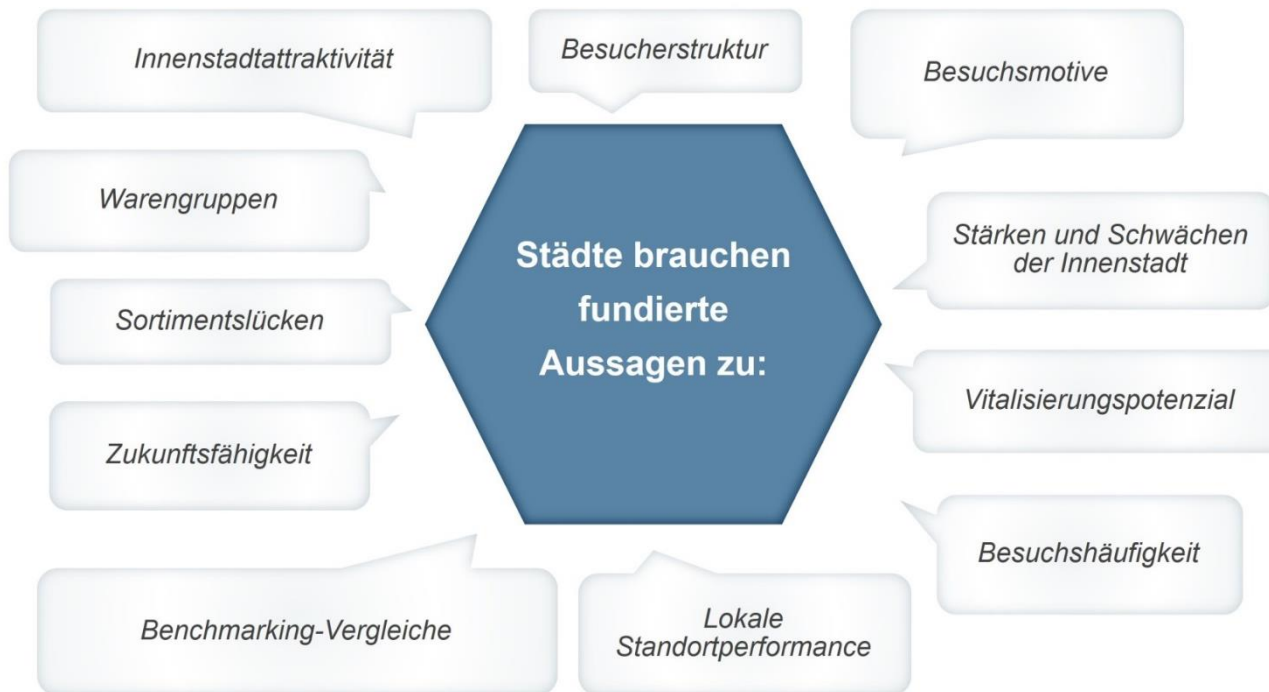 Innenstadtattraktivität
Besucherstruktur
Besuchsmotive
Warengruppen
Stärken und Schwächen
der Innenstadt
Städte brauchen
fundierte
Aussagen zu:
Sortimentslücken
Vitalisierungspotenzial
Zukunftsfähigkeit
Besuchshäufigkeit
Benchmarking-Vergleiche
Lokale
Standortperformance